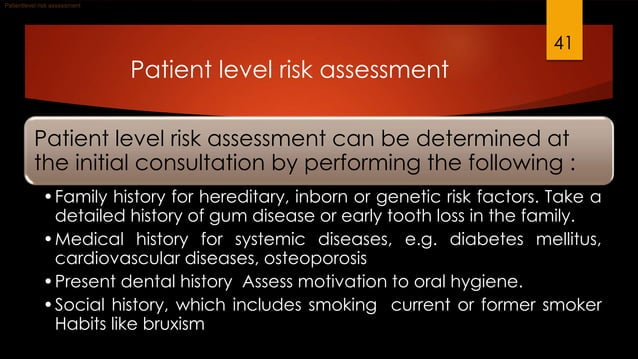 Patientlevel risk assessment
41
Patient level risk assessment
Patient level risk assessment can be determined at
the initial consultation by performing the following :
•Family history for hereditary, inborn or genetic risk factors. Take a
detailed history of gum disease or early tooth loss in the family.
•Medical history for systemic diseases, e.g. diabetes mellitus,
cardiovascular diseases, osteoporosis
•Present dental history Assess motivation to oral hygiene.
•Social history, which includes smoking current or former smoker
Habits like bruxism